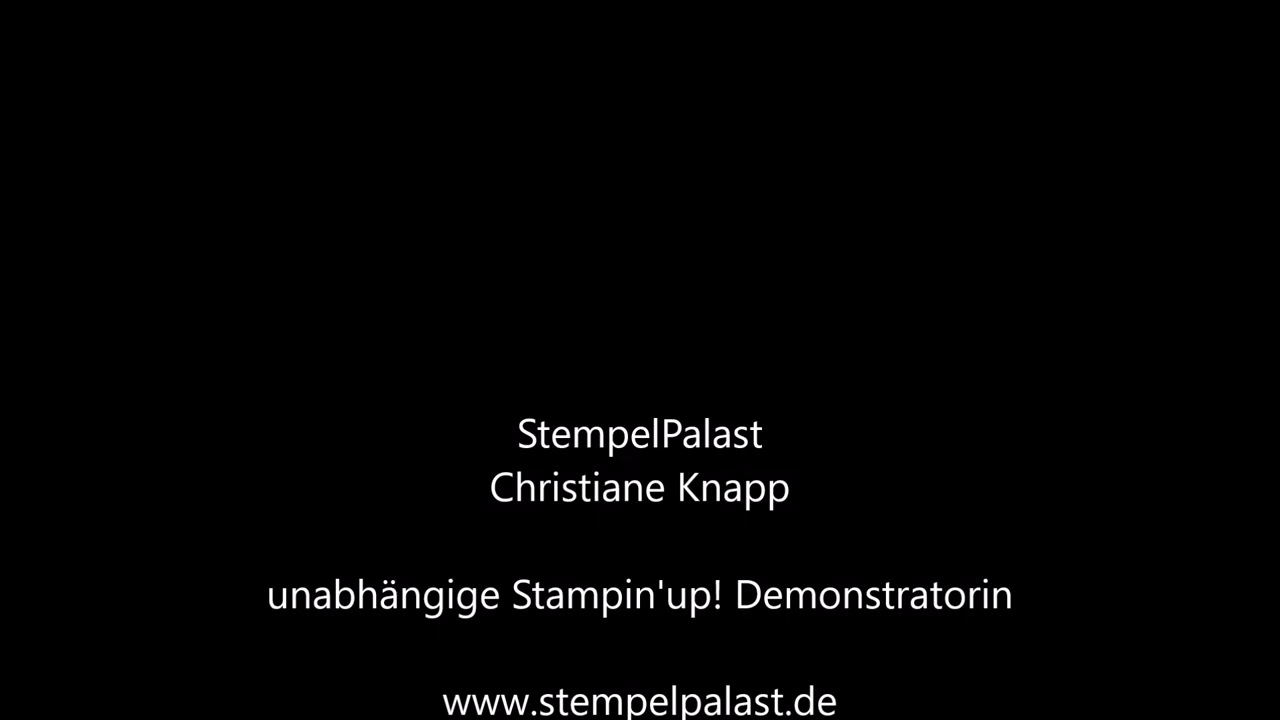 StempelPalast
Christiane Knapp
unabhängige Stampin'up! Demonstratorin
www.stempelpalast.de